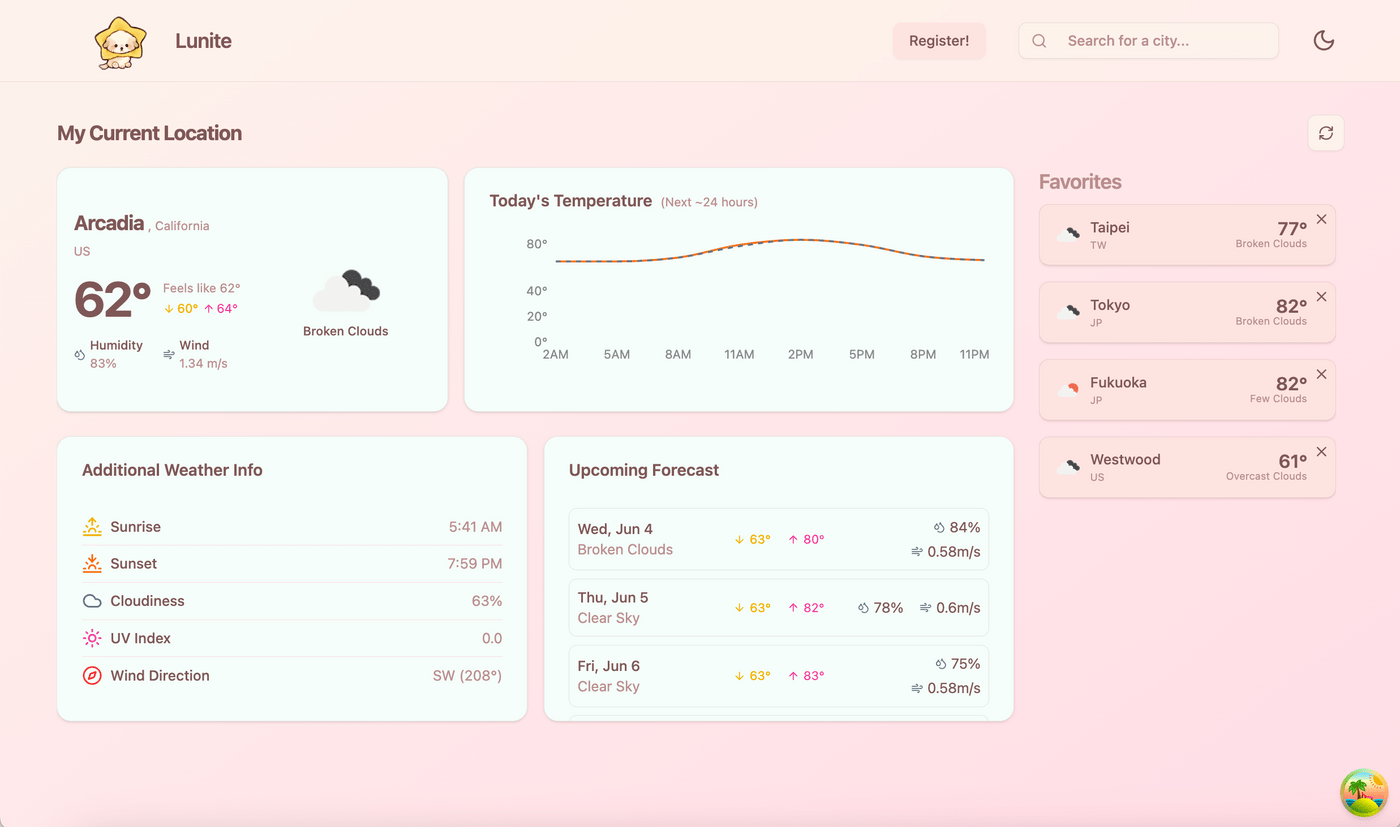 Lunite
Register!
Search for a city...
My Current Location
Arcadia , California
US
62°
Feels like 62°
↓ 60° ↑ 64°
Humidity
83%
Wind
1.34 m/s
Broken Clouds
Today's Temperature (Next ~24 hours)
80°
40°
20°
0°
2AM 5AM 8AM 11AM 2PM 5PM 8PM 11PM
Favorites
Taipei
TW
77°
Broken Clouds
Tokyo
JP
82°
Broken Clouds
Fukuoka
JP
82°
Few Clouds
Westwood
US
61°
Overcast Clouds
Additional Weather Info
Sunrise 5:41 AM
Sunset 7:59 PM
Cloudiness 63%
UV Index 0.0
Wind Direction SW (208°)
Upcoming Forecast
Wed, Jun 4
Broken Clouds
↓ 63° ↑ 80°
84%
0.58m/s
Thu, Jun 5
Clear Sky
↓ 63° ↑ 82°
78% 0.6m/s
Fri, Jun 6
Clear Sky
↓ 63° ↑ 83°
75%
0.58m/s